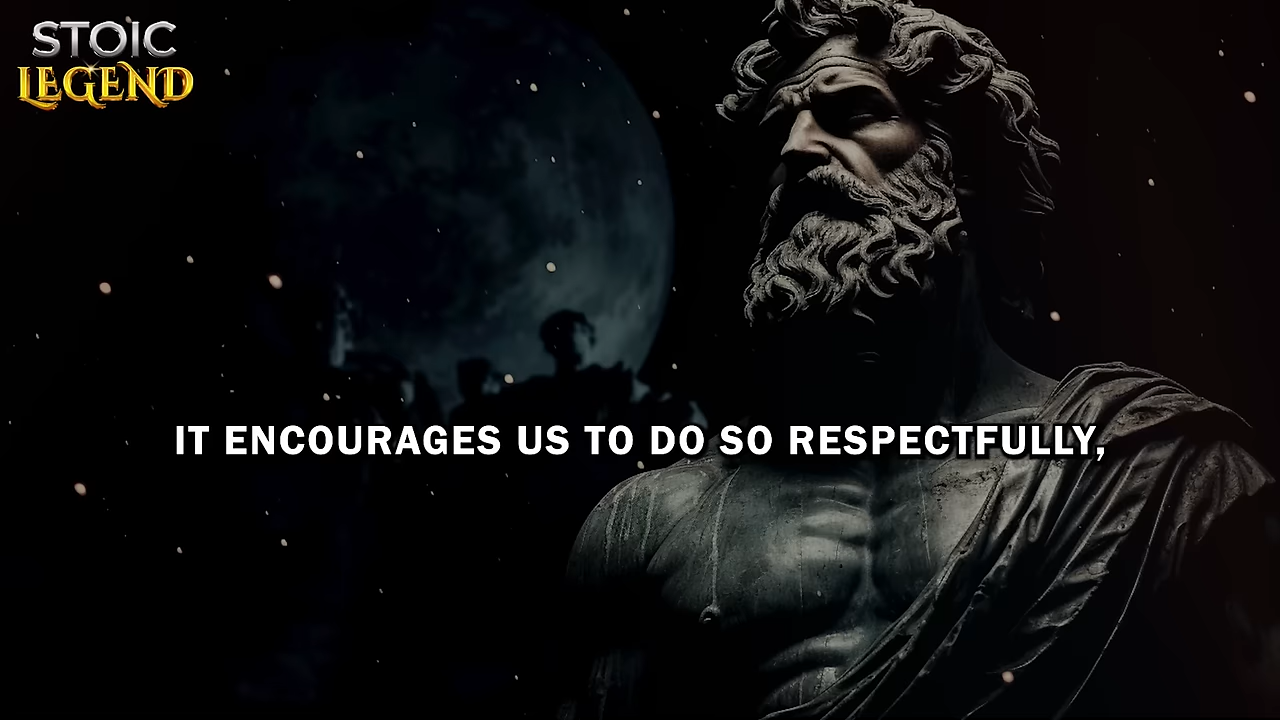 STOIC
LEGEND
IT ENCOURAGES US TO DO SO RESPECTFULLY,